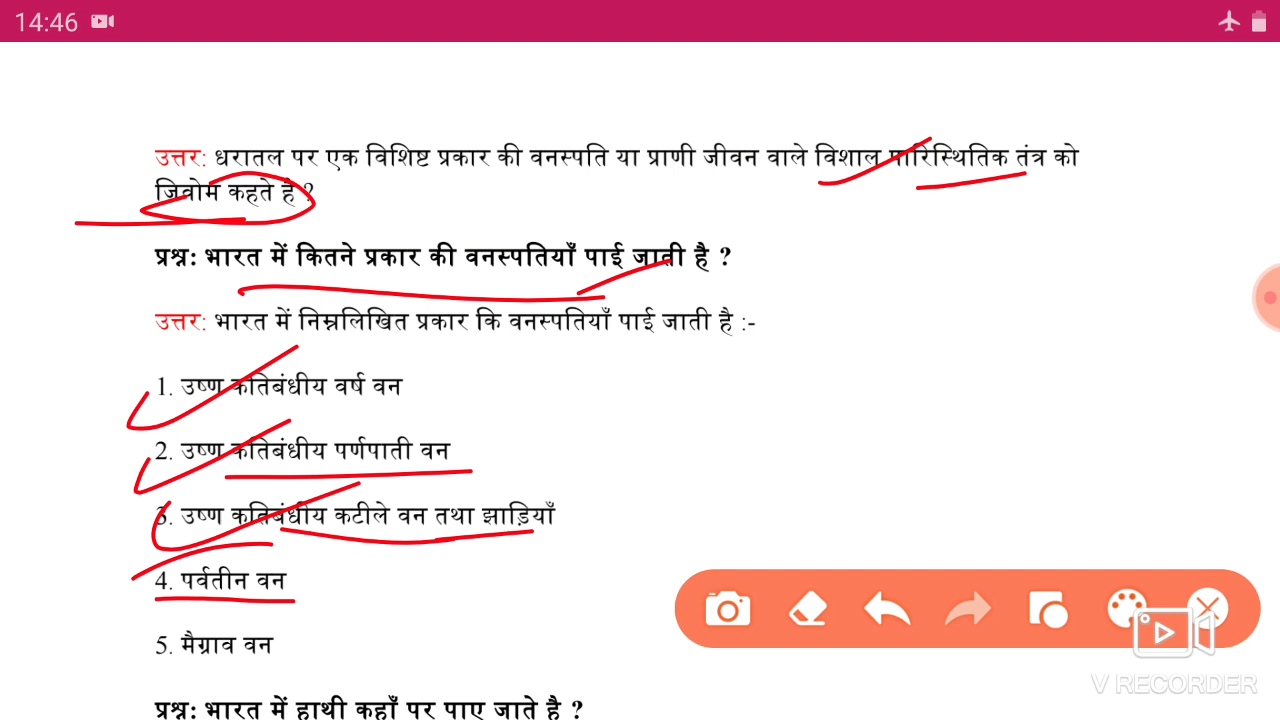 14:46
उत्तर: धरातल पर एक विशिष्ट प्रकार की वनस्पति या प्राणी जीवन वाले विशाल पारिस्थितिक तंत्र को
जिवोम कहते है ?
प्रश्न: भारत में कितने प्रकार की वनस्पतियाँ पाई जाती है ?
उत्तर: भारत में निम्नलिखित प्रकार कि वनस्पतियाँ पाई जाती है :-
1. उष्ण कतिबंधीय वर्ष वन
2. उष्ण कतिबंधीय पर्णपाती वन
3. उष्ण कतिबंधीय कटीले वन तथा झाड़ियाँ
4. पर्वतीन वन
5. मैग्राव वन
V RECORDER
प्रश्न: भारत में हाथी कहाँ पर पाए जाते है ?